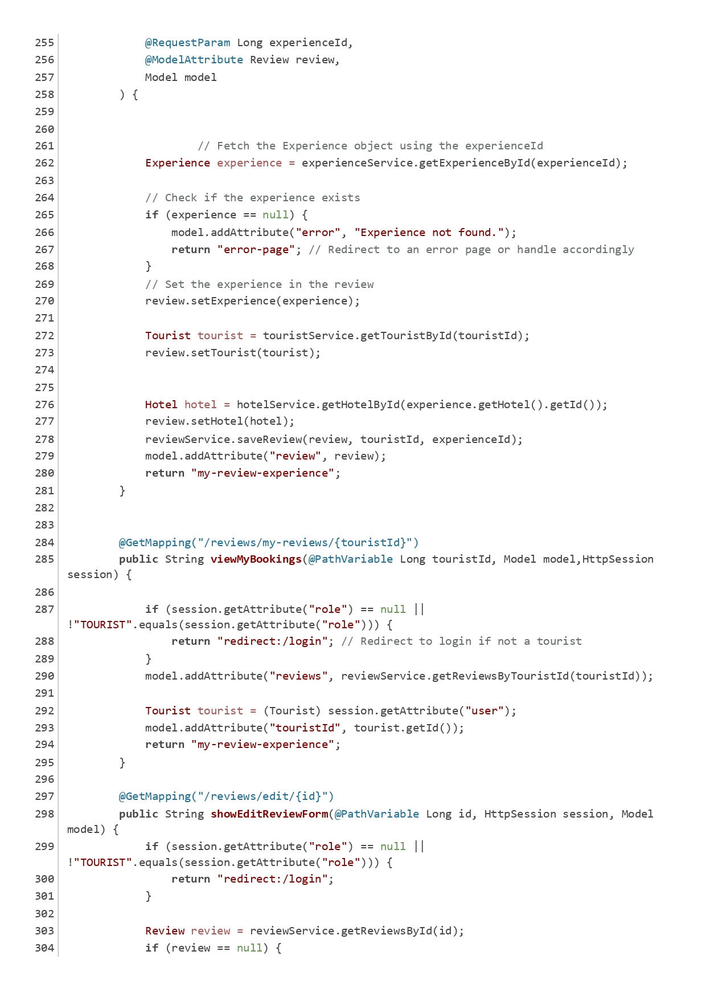 255 @RequestParam Long experienceId,
256 @ModelAttribute Review review,
257 Model model
258 ) {
259
260
261 // Fetch the Experience object using the experienceId
262 Experience experience = experienceService.getExperienceById(experienceId);
263
264 // Check if the experience exists
265 if (experience == null) {
266 model.addAttribute("error", "Experience not found.");
267 return "error-page"; // Redirect to an error page or handle accordingly
268 }
269 // Set the experience in the review
270 review.setExperience(experience);
271
272 Tourist tourist = touristService.getTouristById(touristId);
273 review.setTourist(tourist);
274
275
276 Hotel hotel = hotelService.getHotelById(experience.getHotel().getId());
277 review.setHotel(hotel);
278 reviewService.saveReview(review, touristId, experienceId);
279 model.addAttribute("review", review);
280 return "my-review-experience";
281 }
282
283
284 @GetMapping("/reviews/my-reviews/{touristId}")
285 public String viewMyBookings(@PathVariable Long touristId, Model model,HttpSession
session) {
286
287 if (session.getAttribute("role") == null ||
!"TOURIST".equals(session.getAttribute("role"))) {
288 return "redirect:/login"; // Redirect to login if not a tourist
289 }
290 model.addAttribute("reviews", reviewService.getReviewsByTouristId(touristId));
291
292 Tourist tourist = (Tourist) session.getAttribute("user");
293 model.addAttribute("touristId", tourist.getId());
294 return "my-review-experience";
295 }
296
297 @GetMapping("/reviews/edit/{id}")
298 public String showEditReviewForm(@PathVariable Long id, HttpSession session, Model
model) {
299 if (session.getAttribute("role") == null ||
!"TOURIST".equals(session.getAttribute("role"))) {
300 return "redirect:/login";
301 }
302
303 Review review = reviewService.getReviewsById(id);
304 if (review == null) {